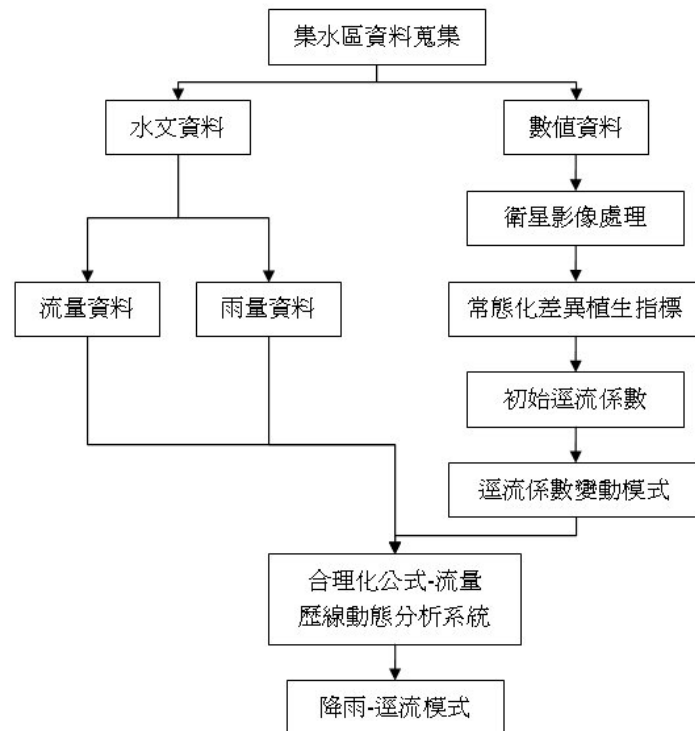 集水區資料蒐集
水文資料
數值資料
衛星影像處理
流量資料
雨量資料
常態化差異植生指標
初始逕流係數
逕流係數變動模式
合理化公式-流量
歷線動態分析系統
降雨-逕流模式